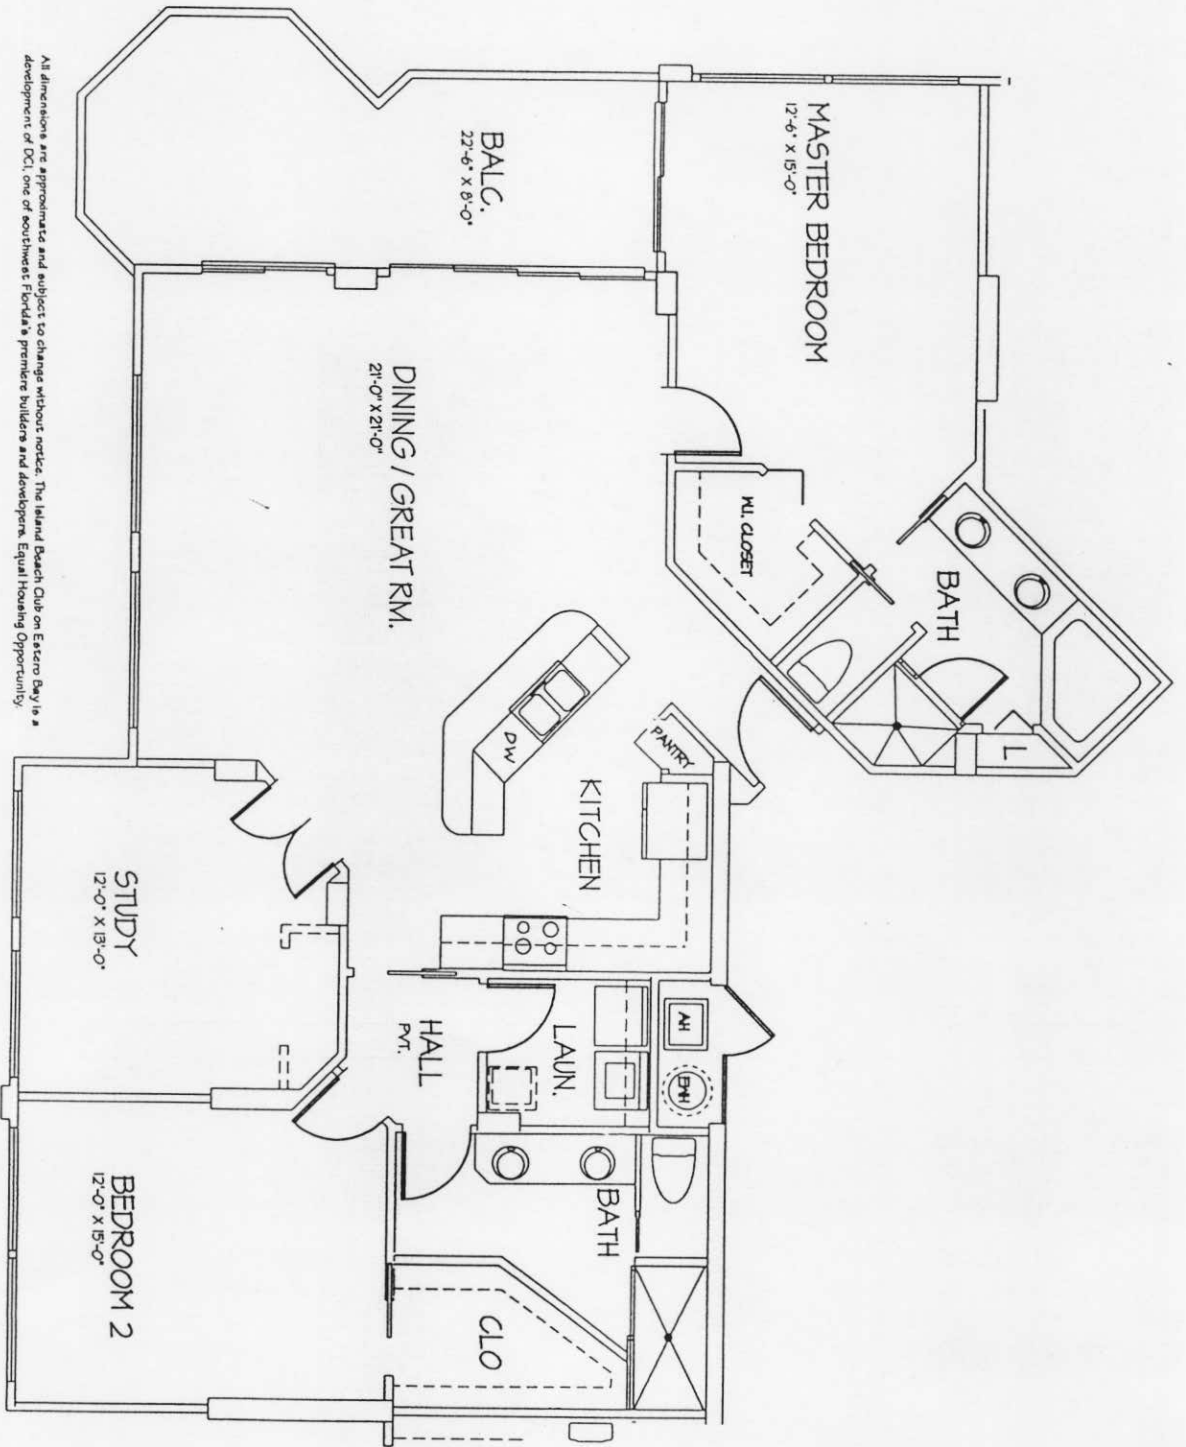 MASTER BEDROOM
12'-6" X 15'-0"
BALC.
22'-6" X 8'-0"
W.I. CLOSET
BATH
L
DINING / GREAT RM.
21'-0" X 21'-0"
DW
PANTRY
KITCHEN
STUDY
12'-0" X 13'-0"
HALL
PVT.
LAUN.
AH
EWH
BATH
CLO
BEDROOM 2
12'-0" X 15'-0"
All dimensions are approximate and subject to change without notice. The Island Beach Club on Estero Bay is a
development of DCI, one of southwest Florida's premiere builders and developers. Equal Housing Opportunity.